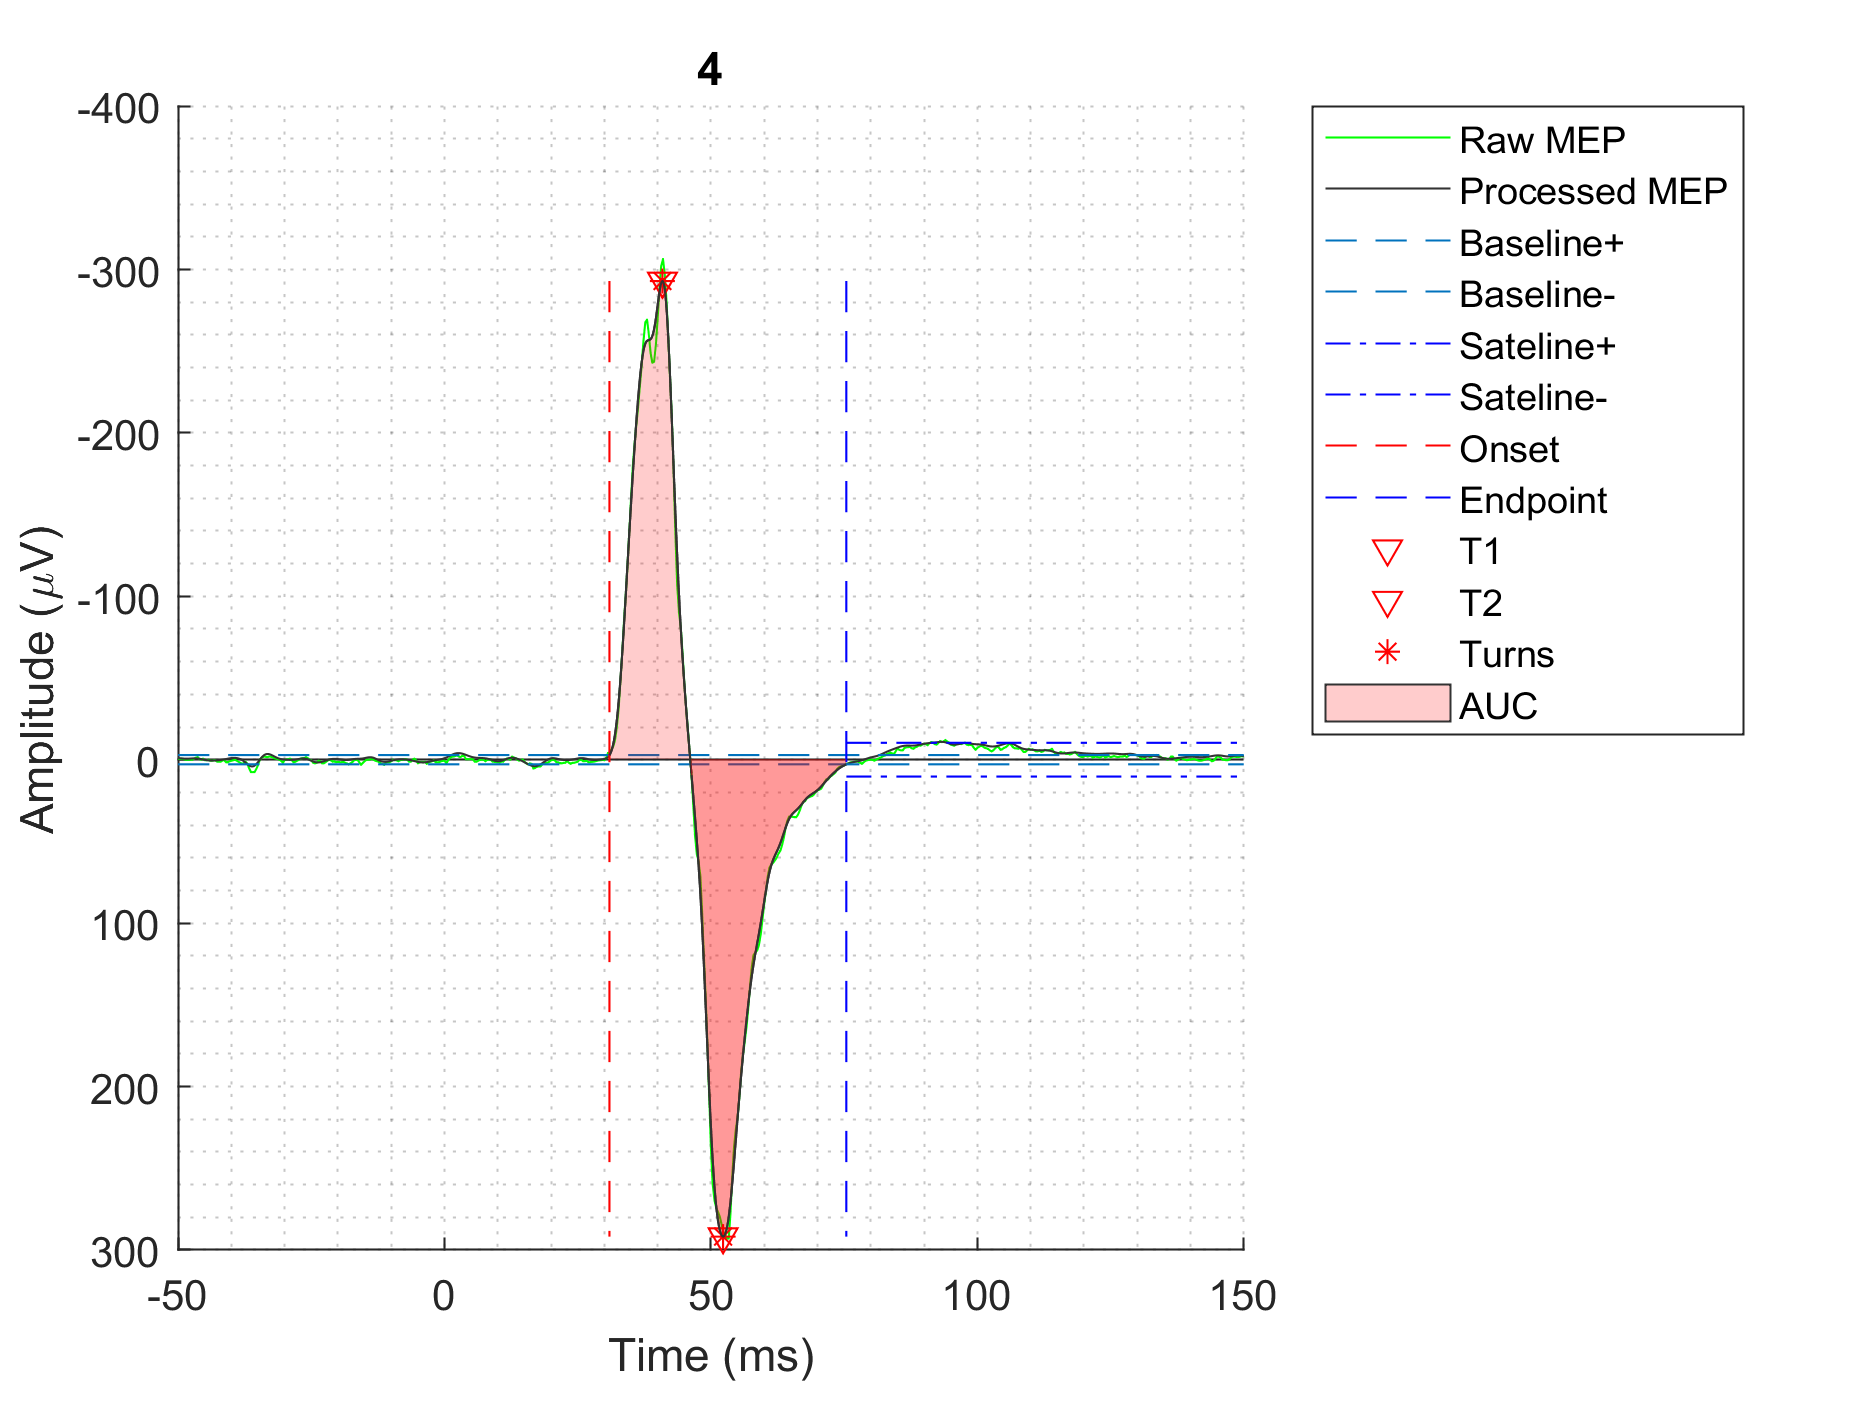 4
-400
-300
-200
-100
0
100
200
300
-50
0
50
100
150
Time (ms)
Amplitude (μV)
Raw MEP
Processed MEP
Baseline+
Baseline-
Sateline+
Sateline-
Onset
Endpoint
T1
T2
Turns
AUC